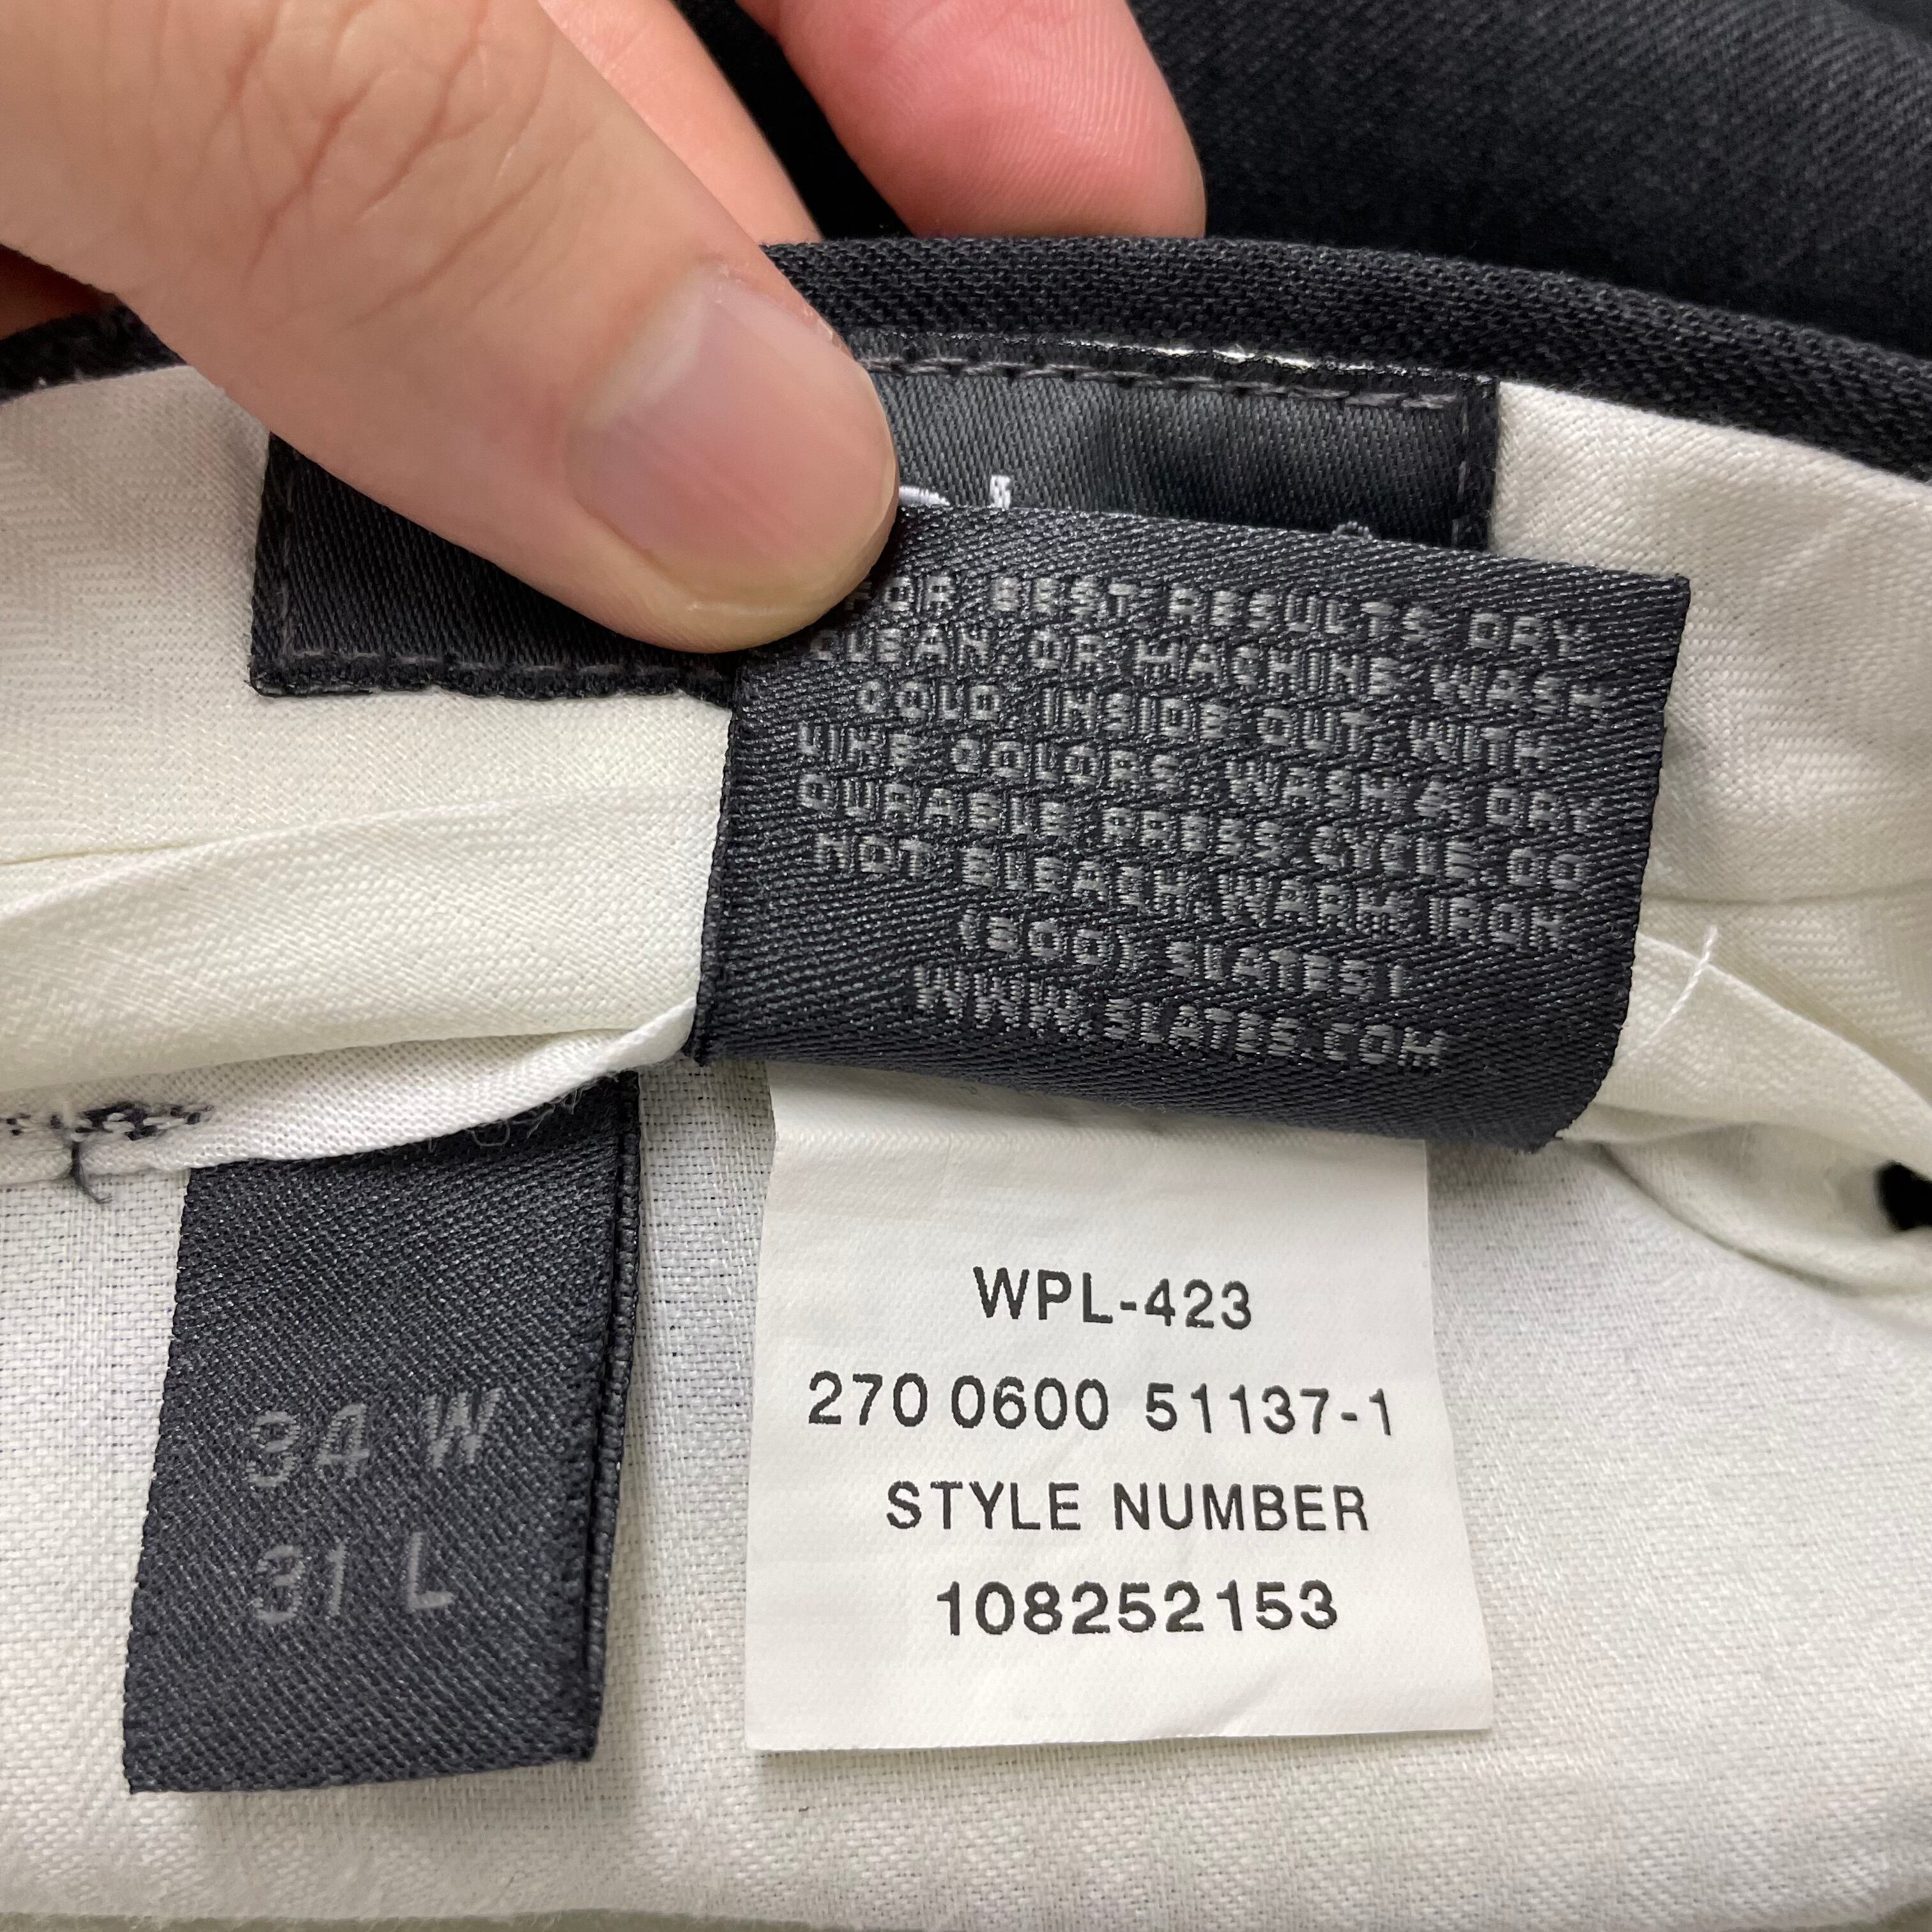 FOR BEST RESULTS DRY
CLEAN, OR MACHINE WASH
COLD, INSIDE OUT, WITH
LIKE COLORS. WASH & DRY
DURABLE PRESS CYCLE. DO
NOT BLEACH. WARM IRON
(800) SLATES1
WWW.SLATES.COM
34 W
31 L
WPL-423
270 0600 51137-1
STYLE NUMBER
108252153